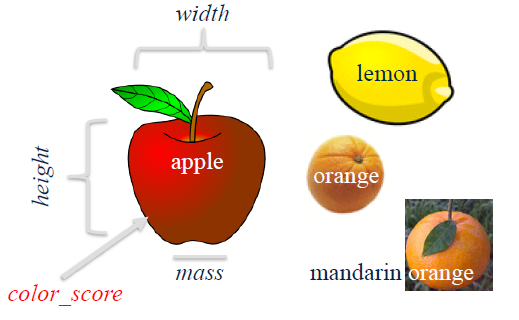 width
lemon
apple
height
orange
mass
mandarin orange
color_score